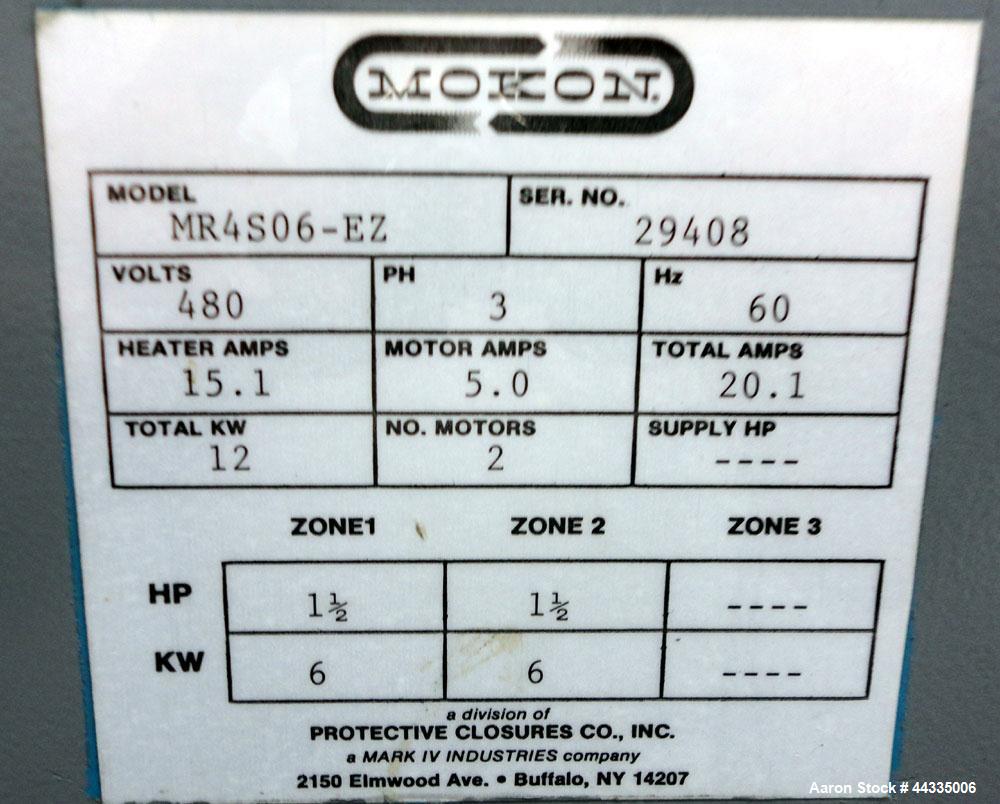 MOKON.
MODEL SER. NO.
MR4S06-EZ 29408
VOLTS PH Hz
480 3 60
HEATER AMPS MOTOR AMPS TOTAL AMPS
15.1 5.0 20.1
TOTAL KW NO. MOTORS SUPPLY HP
12 2 ----
ZONE1 ZONE 2 ZONE 3
HP 1½ 1½ ----
KW 6 6 ----
a division of
PROTECTIVE CLOSURES CO., INC.
a MARK IV INDUSTRIES company
2150 Elmwood Ave. • Buffalo, NY 14207
Aaron Stock # 44335006